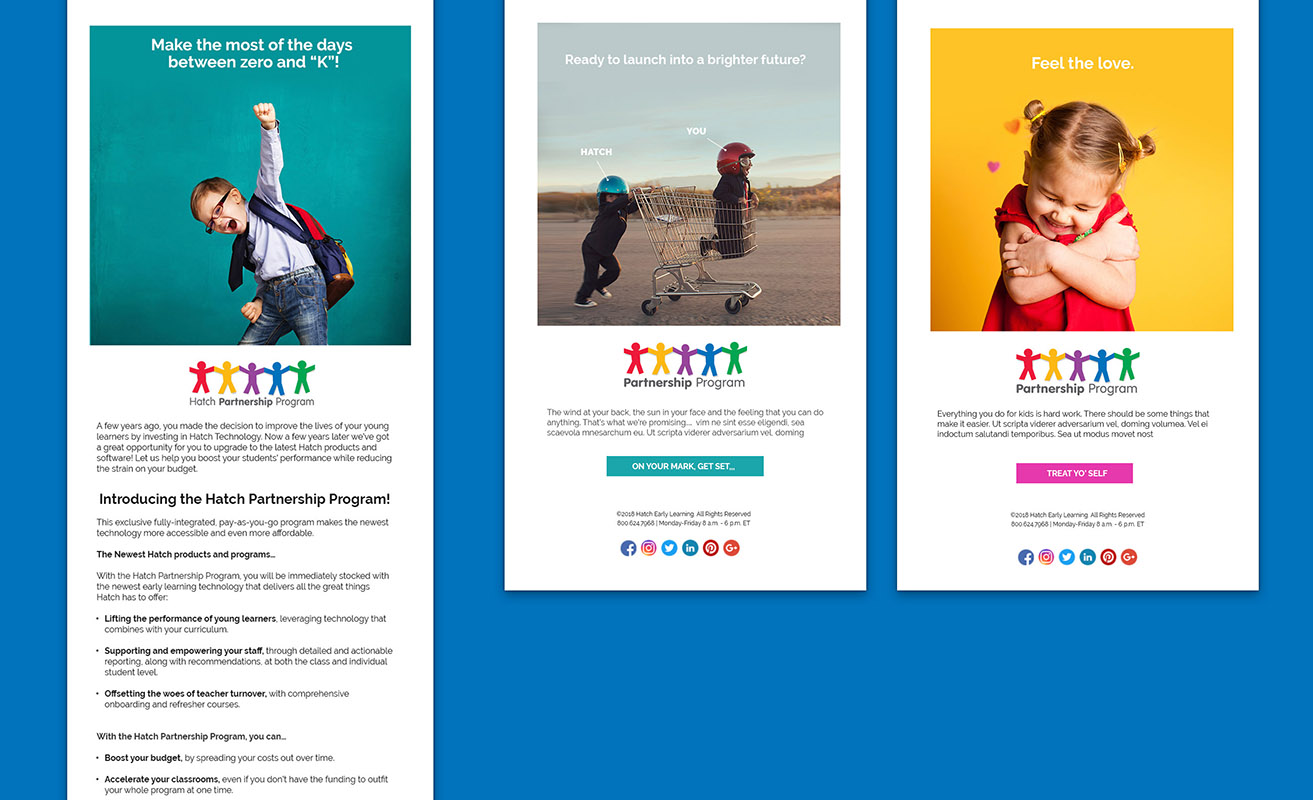 Make the most of the days
between zero and “K”!
Hatch Partnership Program
A few years ago, you made the decision to improve the lives of your young
learners by investing in Hatch Technology. Now a few years later we've got
a great opportunity for you to upgrade to the latest Hatch products and
software! Let us help you boost your students' performance while reducing
the strain on your budget.
Introducing the Hatch Partnership Program!
This exclusive fully-integrated, pay-as-you-go program makes the newest
technology more accessible and even more affordable.
The Newest Hatch products and programs...
With the Hatch Partnership Program, you will be immediately stocked with
the newest early learning technology that delivers all the great things
Hatch has to offer:
• Lifting the performance of young learners, leveraging technology that
combines with your curriculum.
• Supporting and empowering your staff, through detailed and actionable
reporting, along with recommendations, at both the class and individual
student level.
• Offsetting the woes of teacher turnover, with comprehensive
onboarding and refresher courses.
With the Hatch Partnership Program, you can...
• Boost your budget, by spreading your costs out over time.
• Accelerate your classrooms, even if you don't have the funding to outfit
your whole program at one time.
Ready to launch into a brighter future?
YOU
HATCH
Partnership Program
The wind at your back, the sun in your face and the feeling that you can do
anything. That's what we're promising.... vim ne sint esse eligendi, sea
scaevola mnesarchum eu. Ut scripta viderer adversarium vel, doming
ON YOUR MARK, GET SET,,,
©2018 Hatch Early Learning. All Rights Reserved
800.624.7968 | Monday-Friday 8 a.m. - 6 p.m. ET
Feel the love.
Partnership Program
Everything you do for kids is hard work. There should be some things that
make it easier. Ut scripta viderer adversarium vel, doming volumea. Vel ei
indoctum salutandi temporibus. Sea ut modus movet nost
TREAT YO' SELF
©2018 Hatch Early Learning. All Rights Reserved
800.624.7968 | Monday-Friday 8 a.m. - 6 p.m. ET